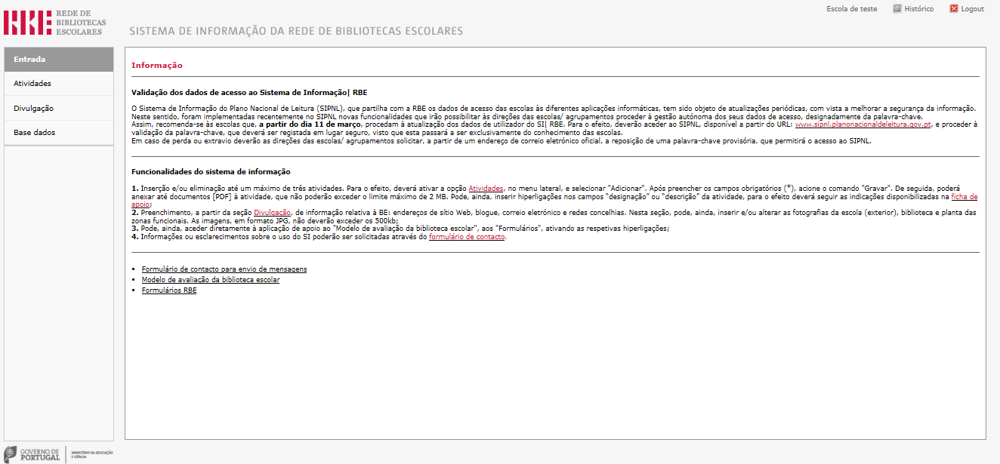 REDE DE
BIBLIOTECAS
ESCOLARES
Escola de teste
Histórico
Logout
SISTEMA DE INFORMAÇÃO DA REDE DE BIBLIOTECAS ESCOLARES
Entrada
Atividades
Divulgação
Base dados
Informação
Validação dos dados de acesso ao Sistema de Informação| RBE
O Sistema de Informação do Plano Nacional de Leitura (SIPNL), que partilha com a RBE os dados de acesso das escolas às diferentes aplicações informáticas, tem sido objeto de atualizações periódicas, com vista a melhorar a segurança da informação.
Neste sentido, foram implementadas recentemente no SIPNL novas funcionalidades que irão possibilitar às direções das escolas/ agrupamentos proceder à gestão autónoma dos seus dados de acesso, designadamente da palavra-chave.
Assim, recomenda-se às escolas que, a partir do dia 11 de março, procedam à atualização dos dados de utilizador do SI| RBE. Para o efeito, deverão aceder ao SIPNL, disponível a partir do URL: www.sipnl.planonacionaldeleitura.gov.pt, e proceder à
validação da palavra-chave, que deverá ser registada em lugar seguro, visto que esta passará a ser exclusivamente do conhecimento das escolas.
Em caso de perda ou extravio deverão as direções das escolas/ agrupamentos solicitar, a partir de um endereço de correio eletrónico oficial, a reposição de uma palavra-chave provisória, que permitirá o acesso ao SIPNL.
Funcionalidades do sistema de informação
1. Inserção e/ou eliminação até um máximo de três atividades. Para o efeito, deverá ativar a opção Atividades, no menu lateral, e selecionar "Adicionar". Após preencher os campos obrigatórios (*), acione o comando "Gravar". De seguida, poderá
anexar até documentos [PDF] à atividade, que não poderão exceder o limite máximo de 2 MB. Pode, ainda, inserir hiperligações nos campos “designação” ou “descrição” da atividade, para o efeito deverá seguir as indicações disponibilizadas na ficha de
apoio;
2. Preenchimento, a partir da seção Divulgação, de informação relativa à BE: endereços de sítio Web, blogue, correio eletrónico e redes concelhias. Nesta seção, pode, ainda, inserir e/ou alterar as fotografias da escola (exterior), biblioteca e planta das
zonas funcionais. As imagens, em formato JPG, não deverão exceder os 500kb;
3. Pode, ainda, aceder diretamente à aplicação de apoio ao "Modelo de avaliação da biblioteca escolar", aos "Formulários", ativando as respetivas hiperligações;
4. Informações ou esclarecimentos sobre o uso do SI poderão ser solicitadas através do formulário de contacto.
• Formulário de contacto para envio de mensagens
• Modelo de avaliação da biblioteca escolar
• Formulários RBE
GOVERNO DE
PORTUGAL
MINISTÉRIO DA EDUCAÇÃO
E CIÊNCIA